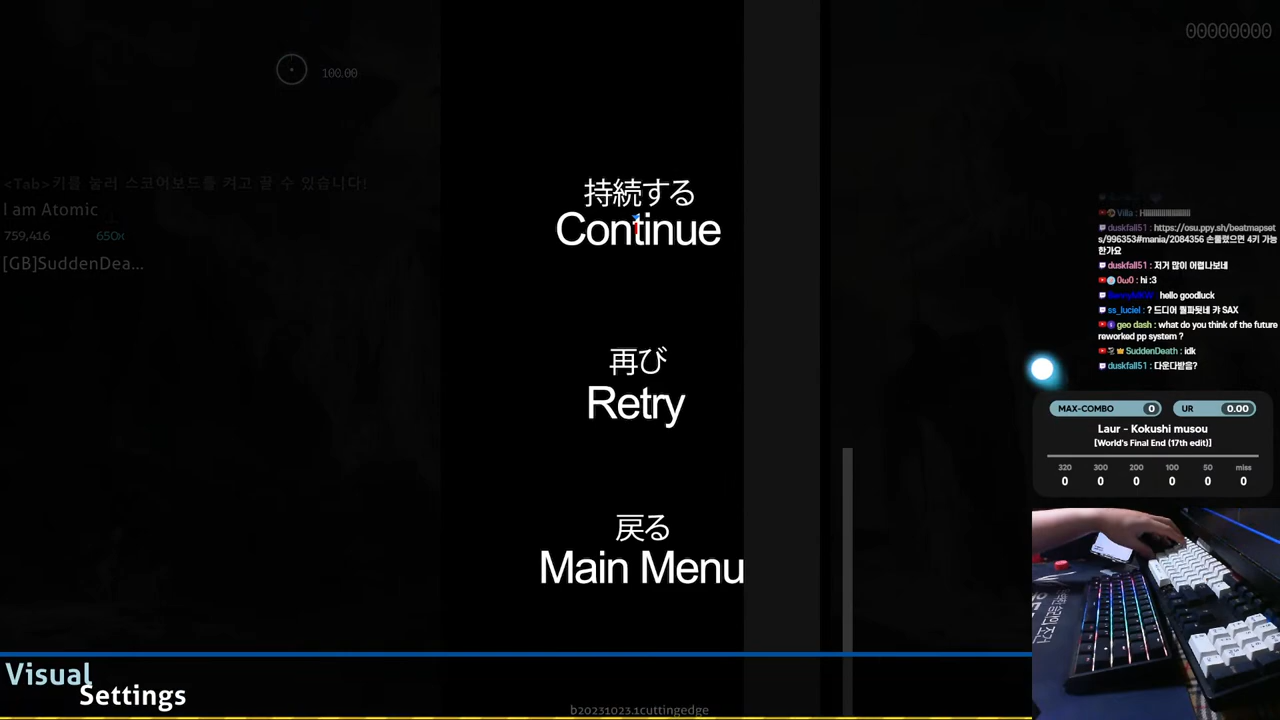 00000000
100.00
<Tab>키를 눌러 스코어보드를 켜고 끌 수 있습니다!
I am Atomic
759,416 650x
[GB]SuddenDea...
持続する
Continue
再び
Retry
戻る
Main Menu
Visual
Settings
b20231023.1cuttingedge
duskfall51 : https://osu.ppy.sh/beatmapset
s/996353#mania/2084356 손풀렸으면 4키 가능
한가요
duskfall51 : 저거 많이 어렵나보네
0ω0 : hi :3
hello goodluck
ss_luciel : ? 드디어 월파뒷네 캬 SAX
geo dash : what do you think of the future
reworked pp system ?
SuddenDeath : idk
duskfall51 : 다운다받음?
MAX-COMBO 0 UR 0.00
Laur - Kokushi musou
[World's Final End (17th edit)]
320 300 200 100 50 miss
0 0 0 0 0 0